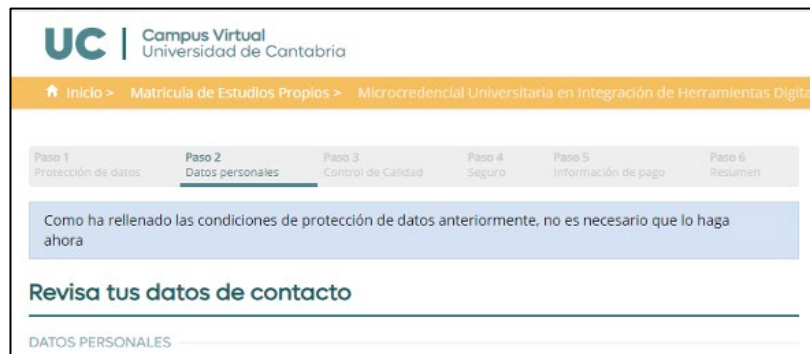 UC | Campus Virtual
Universidad de Cantabria
Inicio > Matricula de Estudios Propios > Microcredencial Universitaria en Integración de Herramientas
Paso 1 Paso 2 Paso 3 Paso 4 Paso 5 Paso 6
Protección de datos Datos personales Control de Calidad Seguro Información de pago Resumen
Como ha rellenado las condiciones de protección de datos anteriormente, no es necesario que lo haga
ahora
Revisa tus datos de contacto
DATOS PERSONALES